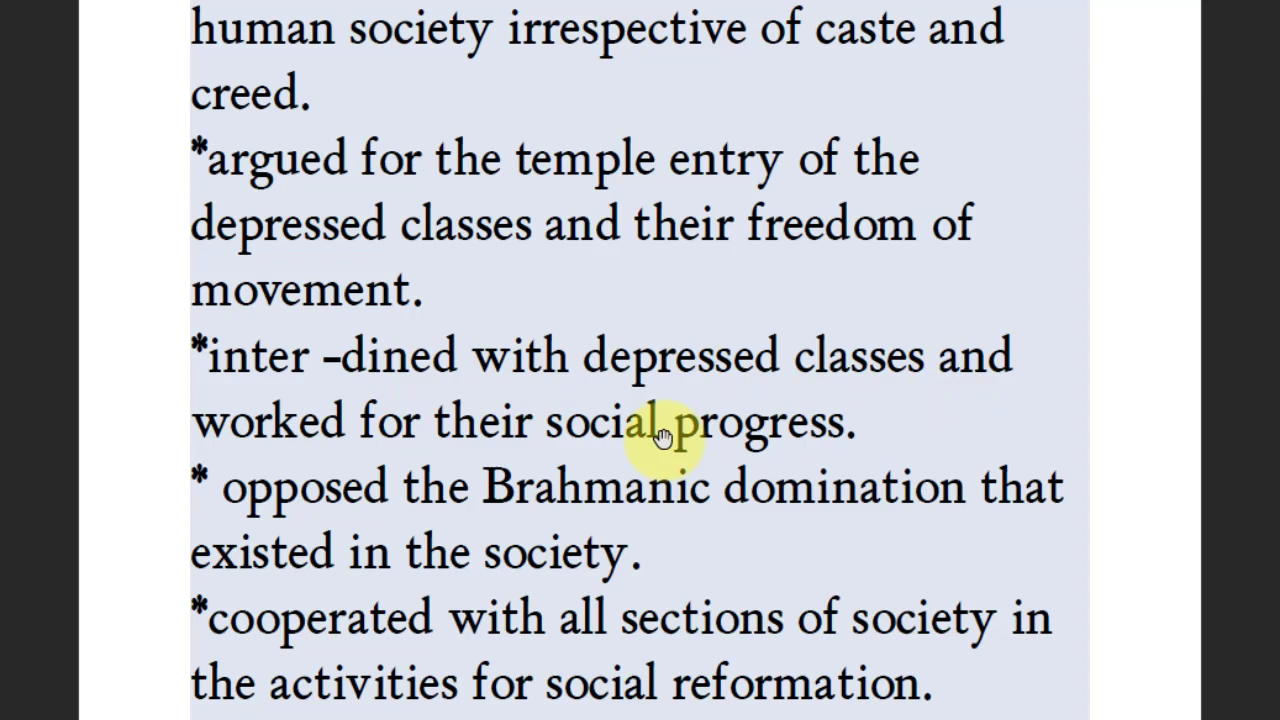 human society irrespective of caste and
creed.
*argued for the temple entry of the
depressed classes and their freedom of
movement.
*inter -dined with depressed classes and
worked for their social progress.
* opposed the Brahmanic domination that
existed in the society.
*cooperated with all sections of society in
the activities for social reformation.